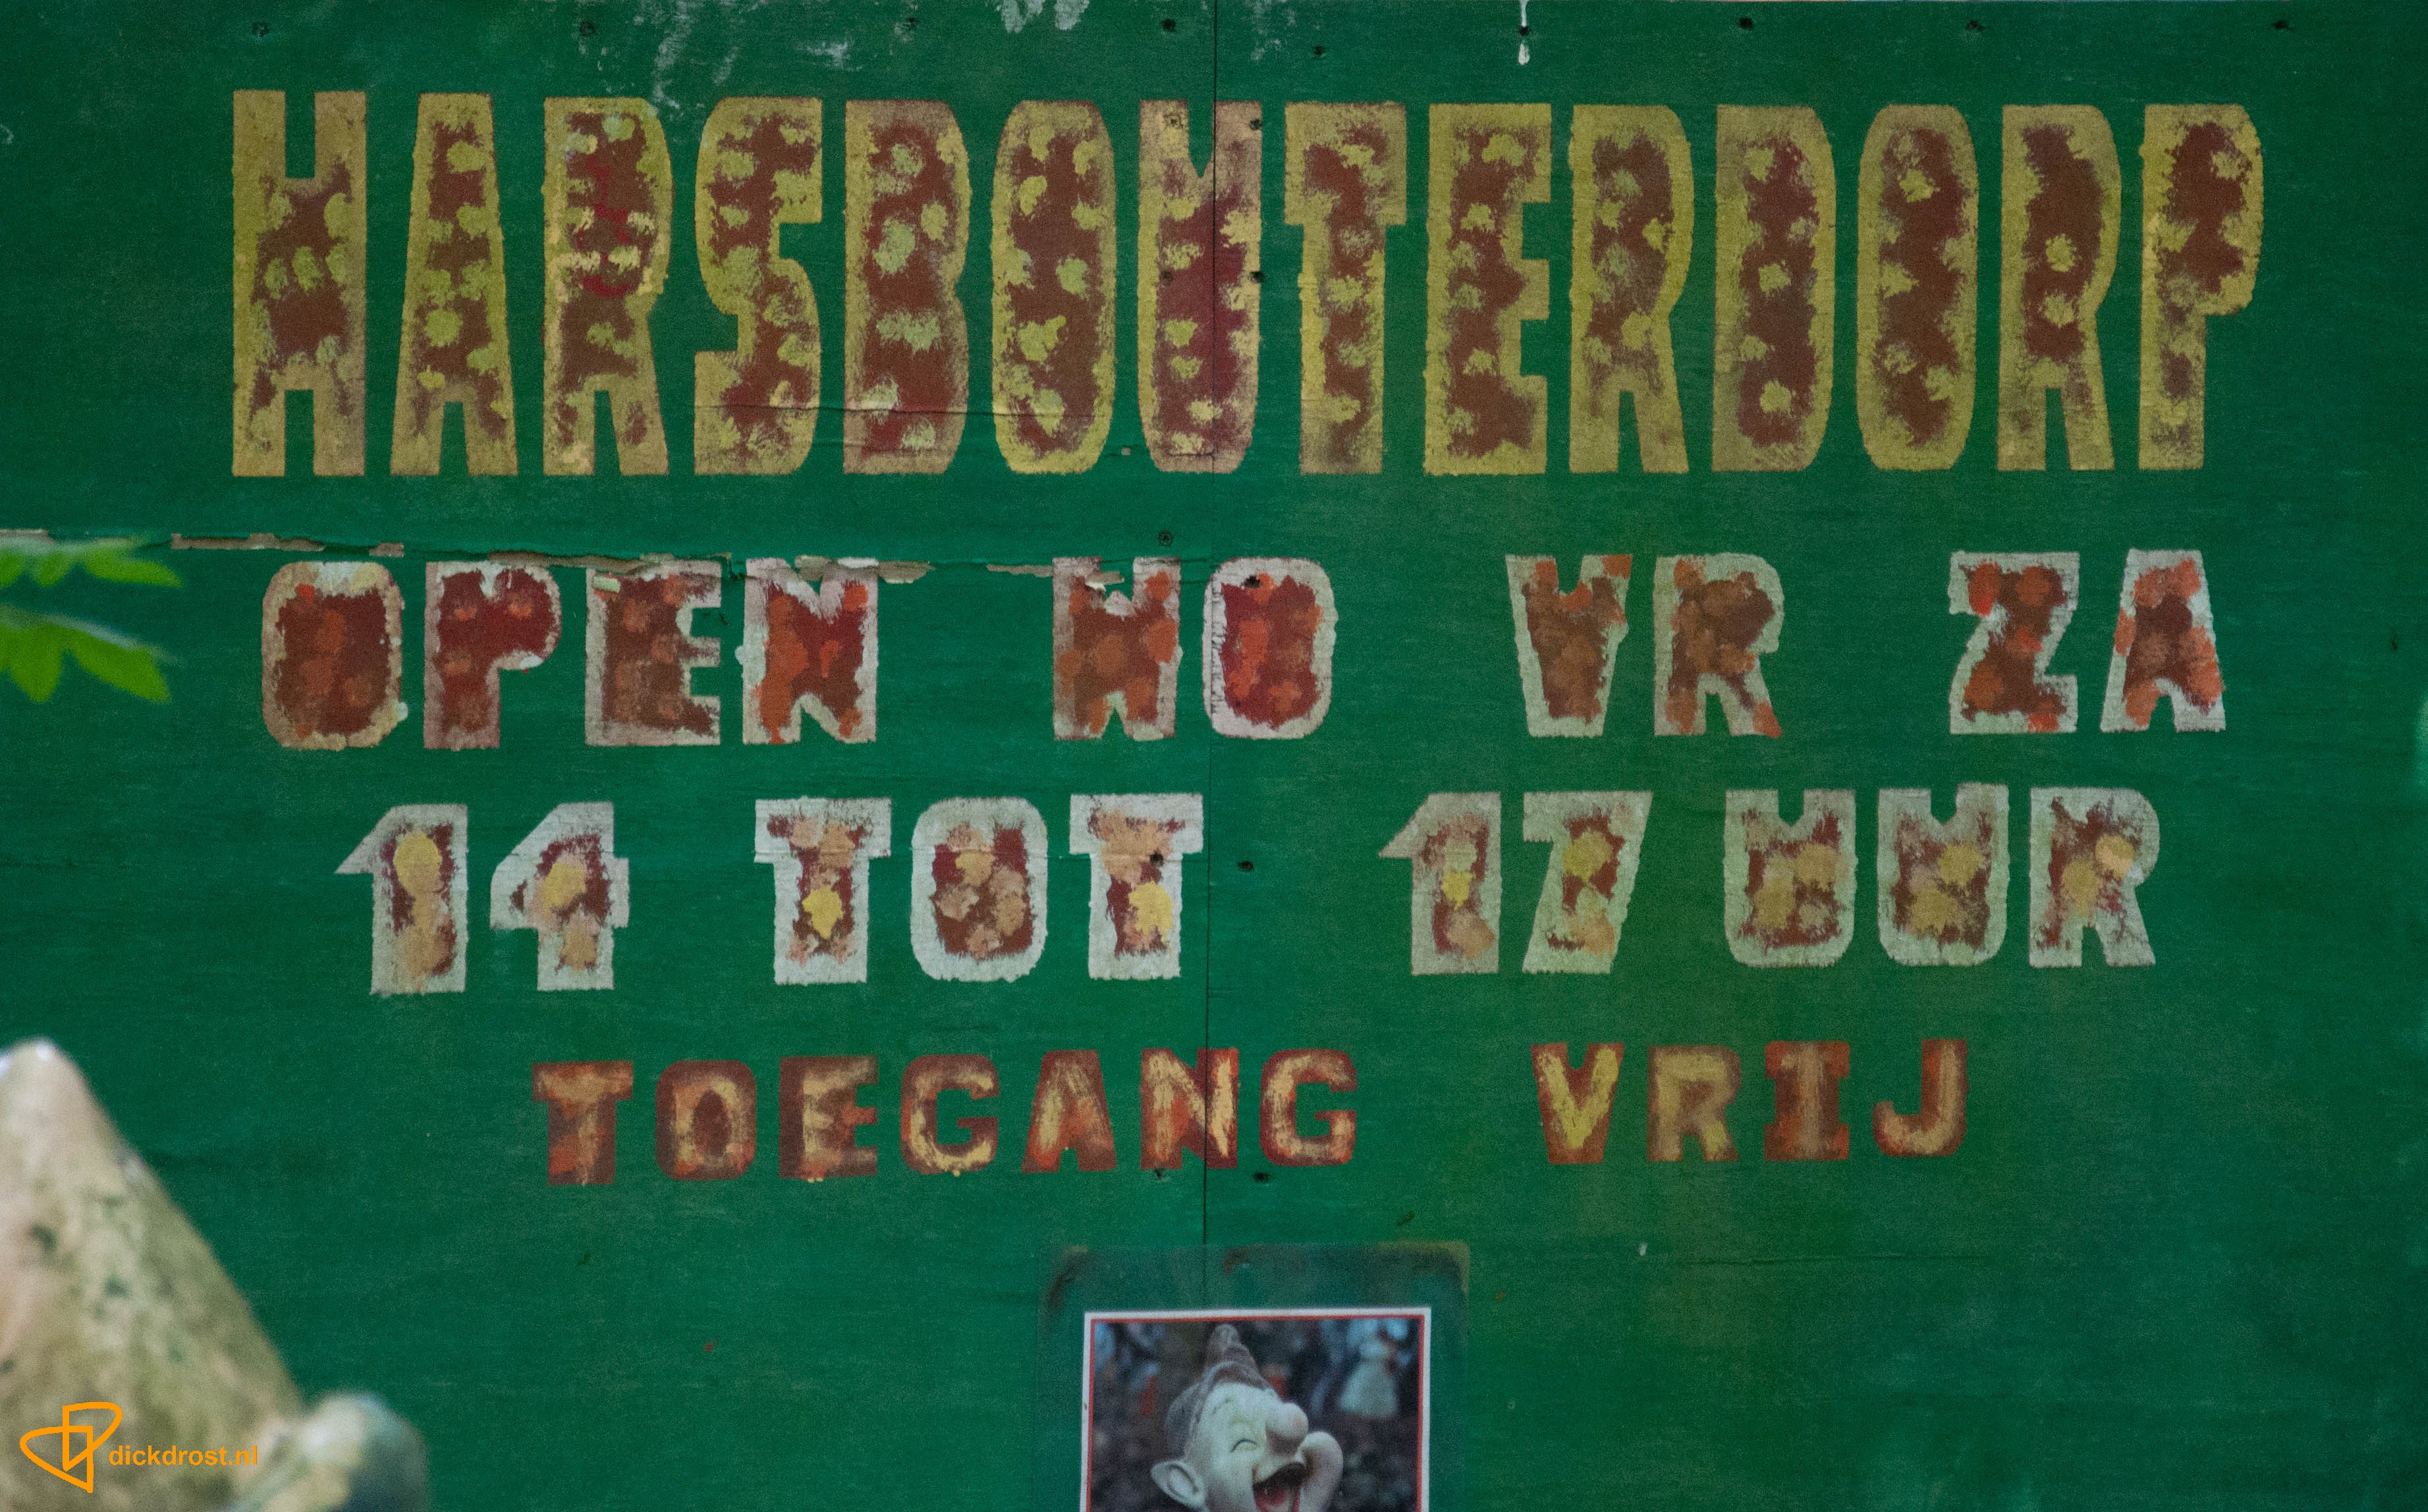 HARSBOUTERDORP
OPEN WO VR ZA
14 TOT 17 UUR
TOEGANG VRIJ
dickdrost.nl